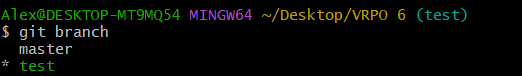 Alex@DESKTOP-MT9MQ54 MINGW64 ~/Desktop/VRPO 6 (test)
$ git branch
  master
* test